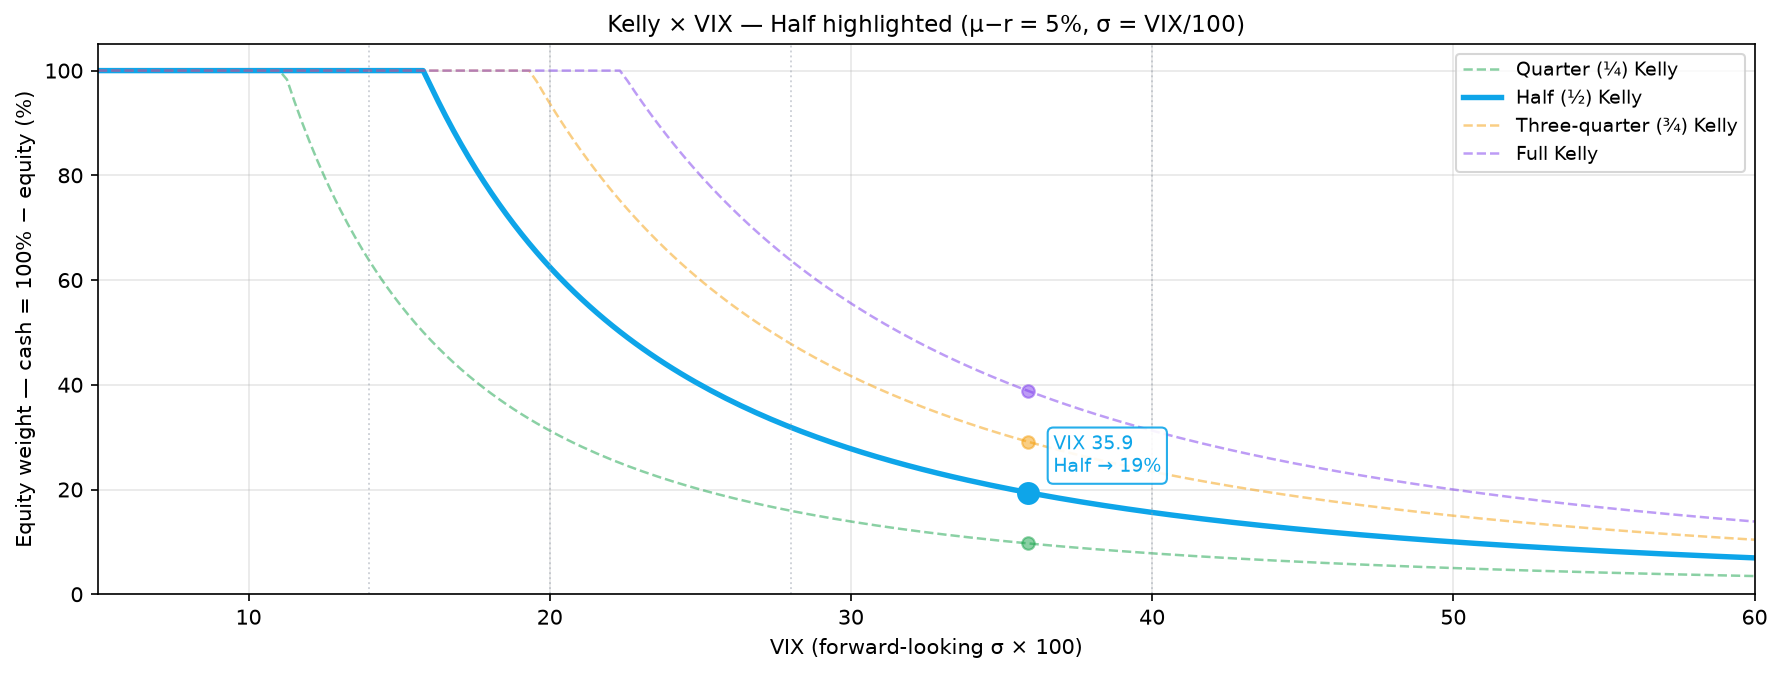 Kelly × VIX — Half highlighted (μ−r = 5%, σ = VIX/100)
Equity weight — cash = 100% − equity (%)
100
80
60
40
20
0
Quarter (¼) Kelly
Half (½) Kelly
Three-quarter (¾) Kelly
Full Kelly
VIX 35.9
Half → 19%
10
20
30
40
50
60
VIX (forward-looking σ × 100)